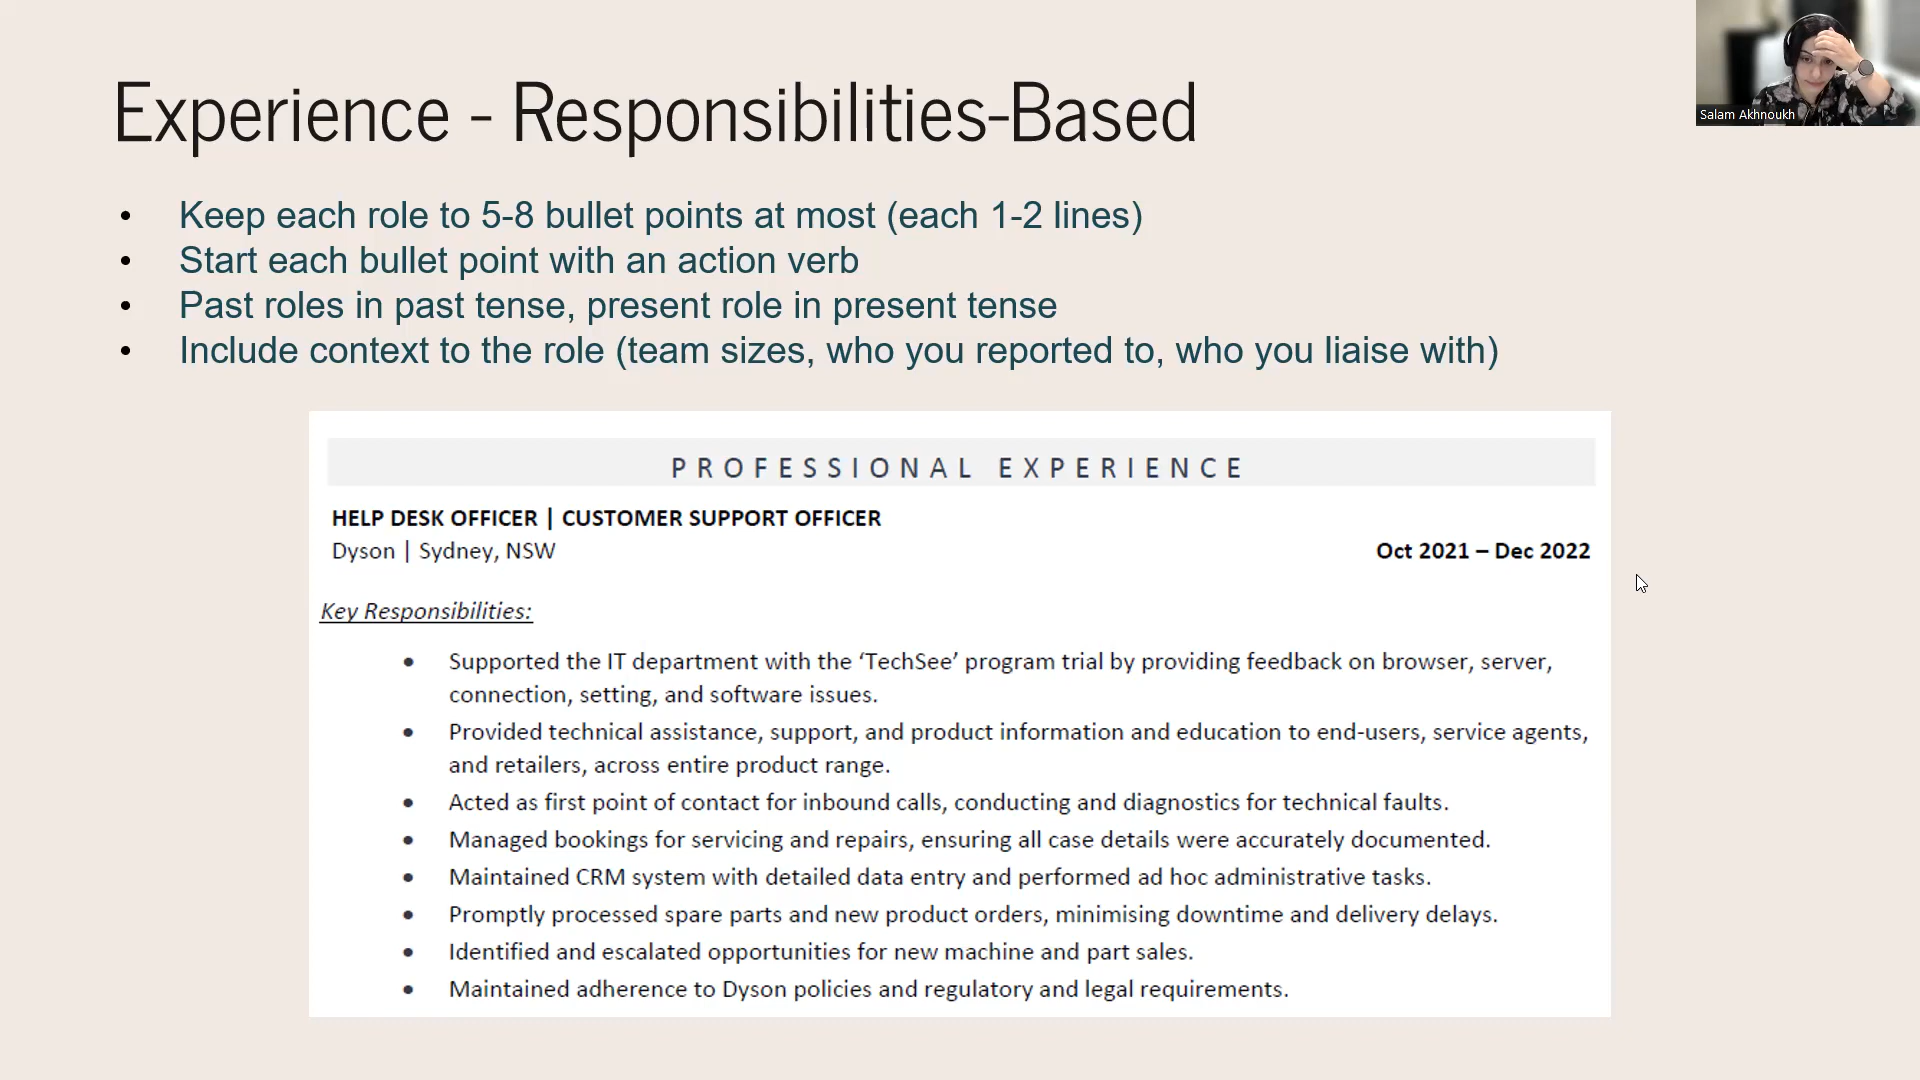 Experience - Responsibilities-Based
Salam Akhnoukh
• Keep each role to 5-8 bullet points at most (each 1-2 lines)
• Start each bullet point with an action verb
• Past roles in past tense, present role in present tense
• Include context to the role (team sizes, who you reported to, who you liaise with)
PROFESSIONAL EXPERIENCE
HELP DESK OFFICER | CUSTOMER SUPPORT OFFICER
Dyson | Sydney, NSW Oct 2021 – Dec 2022
Key Responsibilities:
• Supported the IT department with the ‘TechSee’ program trial by providing feedback on browser, server,
connection, setting, and software issues.
• Provided technical assistance, support, and product information and education to end-users, service agents,
and retailers, across entire product range.
• Acted as first point of contact for inbound calls, conducting and diagnostics for technical faults.
• Managed bookings for servicing and repairs, ensuring all case details were accurately documented.
• Maintained CRM system with detailed data entry and performed ad hoc administrative tasks.
• Promptly processed spare parts and new product orders, minimising downtime and delivery delays.
• Identified and escalated opportunities for new machine and part sales.
• Maintained adherence to Dyson policies and regulatory and legal requirements.